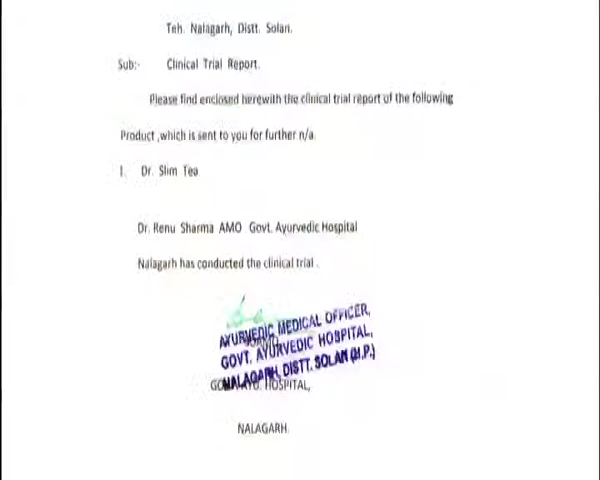 Teh. Nalagarh, Distt. Solan.
Sub:- Clinical Trial Report.
Please find enclosed herewith the clinical trial report of the following
Product ,which is sent to you for further n/a.
1. Dr. Slim Tea
Dr. Renu Sharma AMO Govt. Ayurvedic Hospital
Nalagarh has conducted the clinical trial .
AYURVEDIC MEDICAL OFFICER,
GOVT. AYURVEDIC HOSPITAL,
NALAGARH, DISTT. SOLAN (H.P.)
HOSPITAL,
NALAGARH.